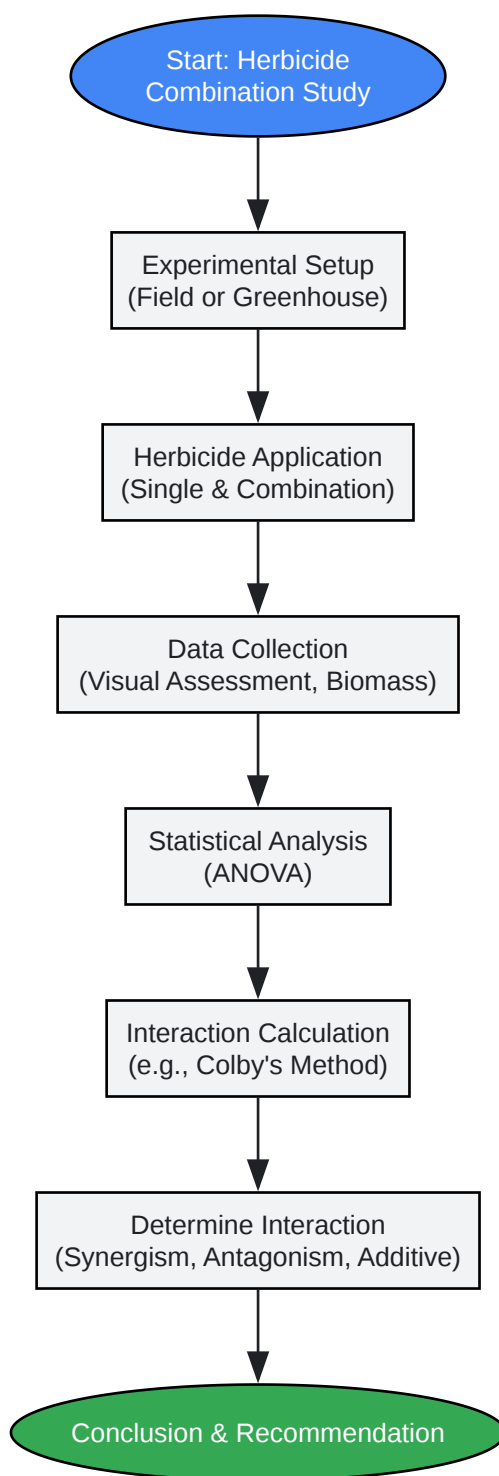 Start: Herbicide
Combination Study
Experimental Setup
(Field or Greenhouse)
Herbicide Application
(Single & Combination)
Data Collection
(Visual Assessment, Biomass)
Statistical Analysis
(ANOVA)
Interaction Calculation
(e.g., Colby's Method)
Determine Interaction
(Synergism, Antagonism, Additive)
Conclusion & Recommendation